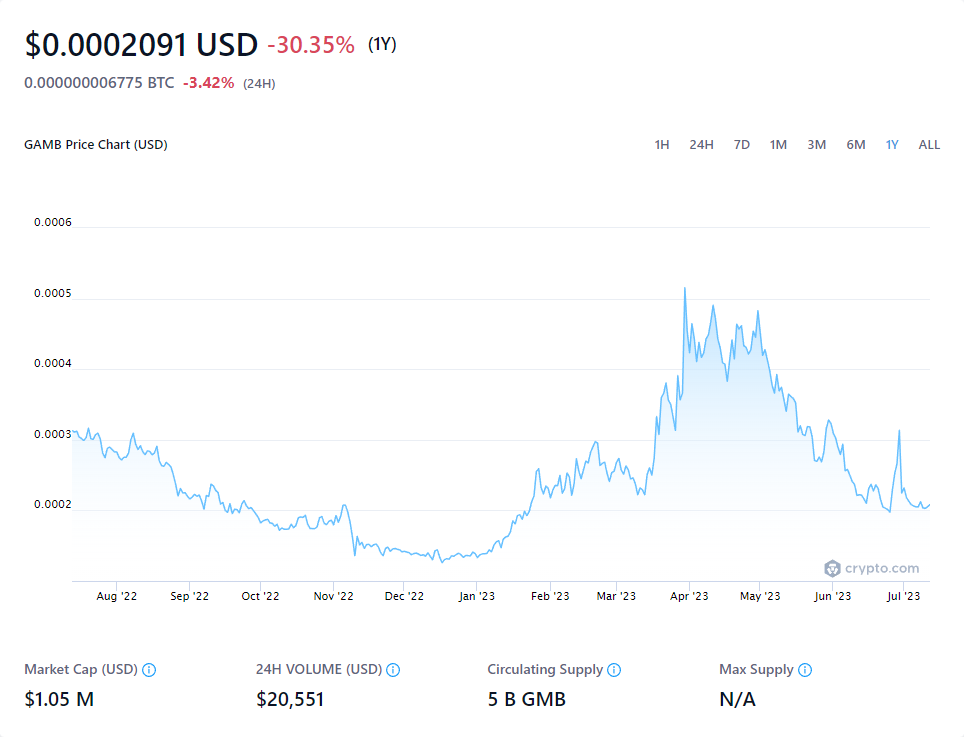 $0.0002091 USD -30.35% (1Y)
0.000000006775 BTC -3.42% (24H)
GAMB Price Chart (USD) 1H 24H 7D 1M 3M 6M 1Y ALL
0.0006
0.0005
0.0004
0.0003
0.0002
crypto.com
Aug '22 Sep '22 Oct '22 Nov '22 Dec '22 Jan '23 Feb '23 Mar '23 Apr '23 May '23 Jun '23 Jul '23
Market Cap (USD) 24H VOLUME (USD) Circulating Supply Max Supply
$1.05 M $20,551 5 B GMB N/A